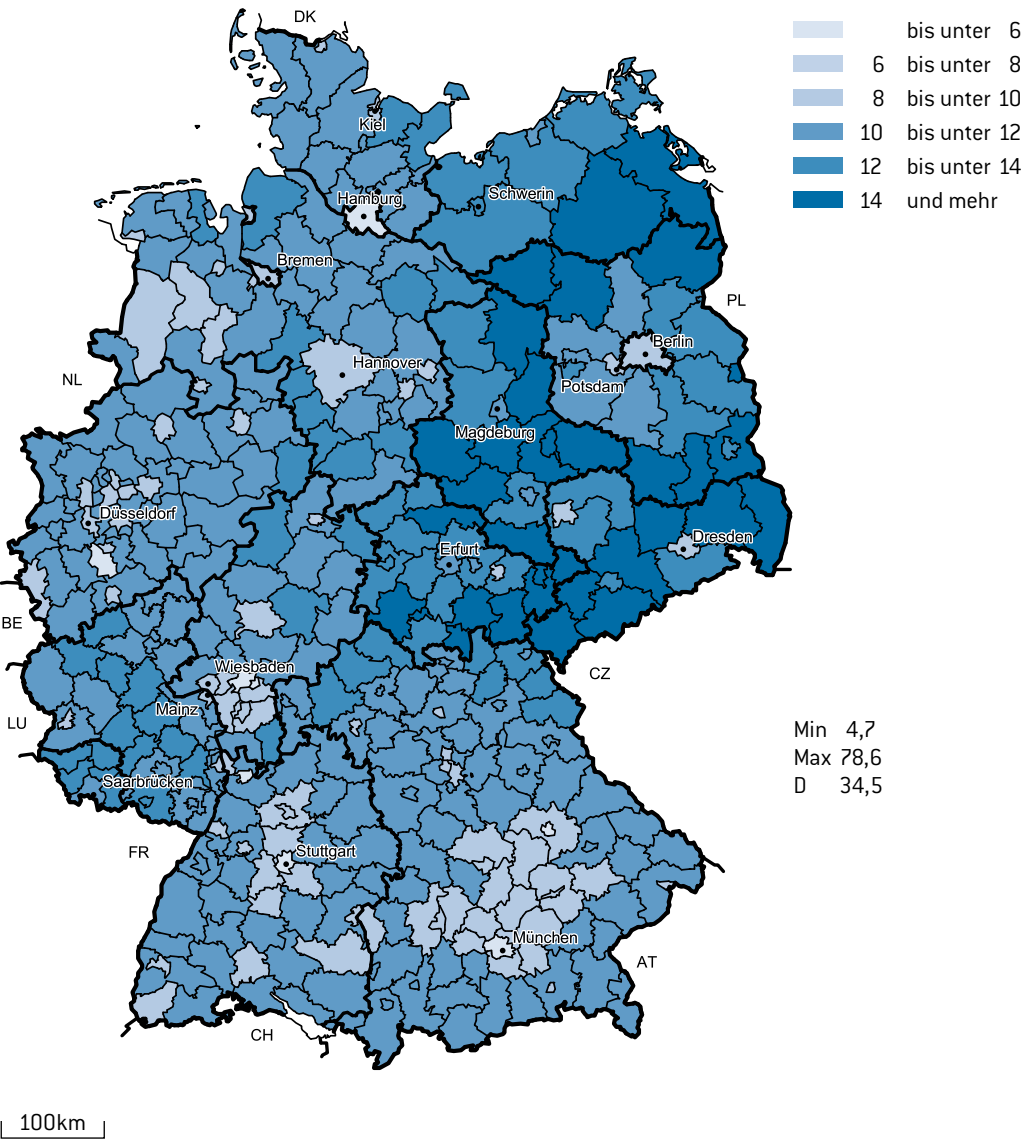 DK
bis unter 6
6 bis unter 8
8 bis unter 10
10 bis unter 12
12 bis unter 14
14 und mehr
Kiel
Schwerin
Hamburg
Bremen
PL
Berlin
Hannover
NL
Potsdam
Magdeburg
Düsseldorf
Dresden
Erfurt
BE
Wiesbaden
CZ
Mainz
LU
Min 4,7
Max 78,6
D 34,5
Saarbrücken
FR
Stuttgart
München
AT
CH
100km